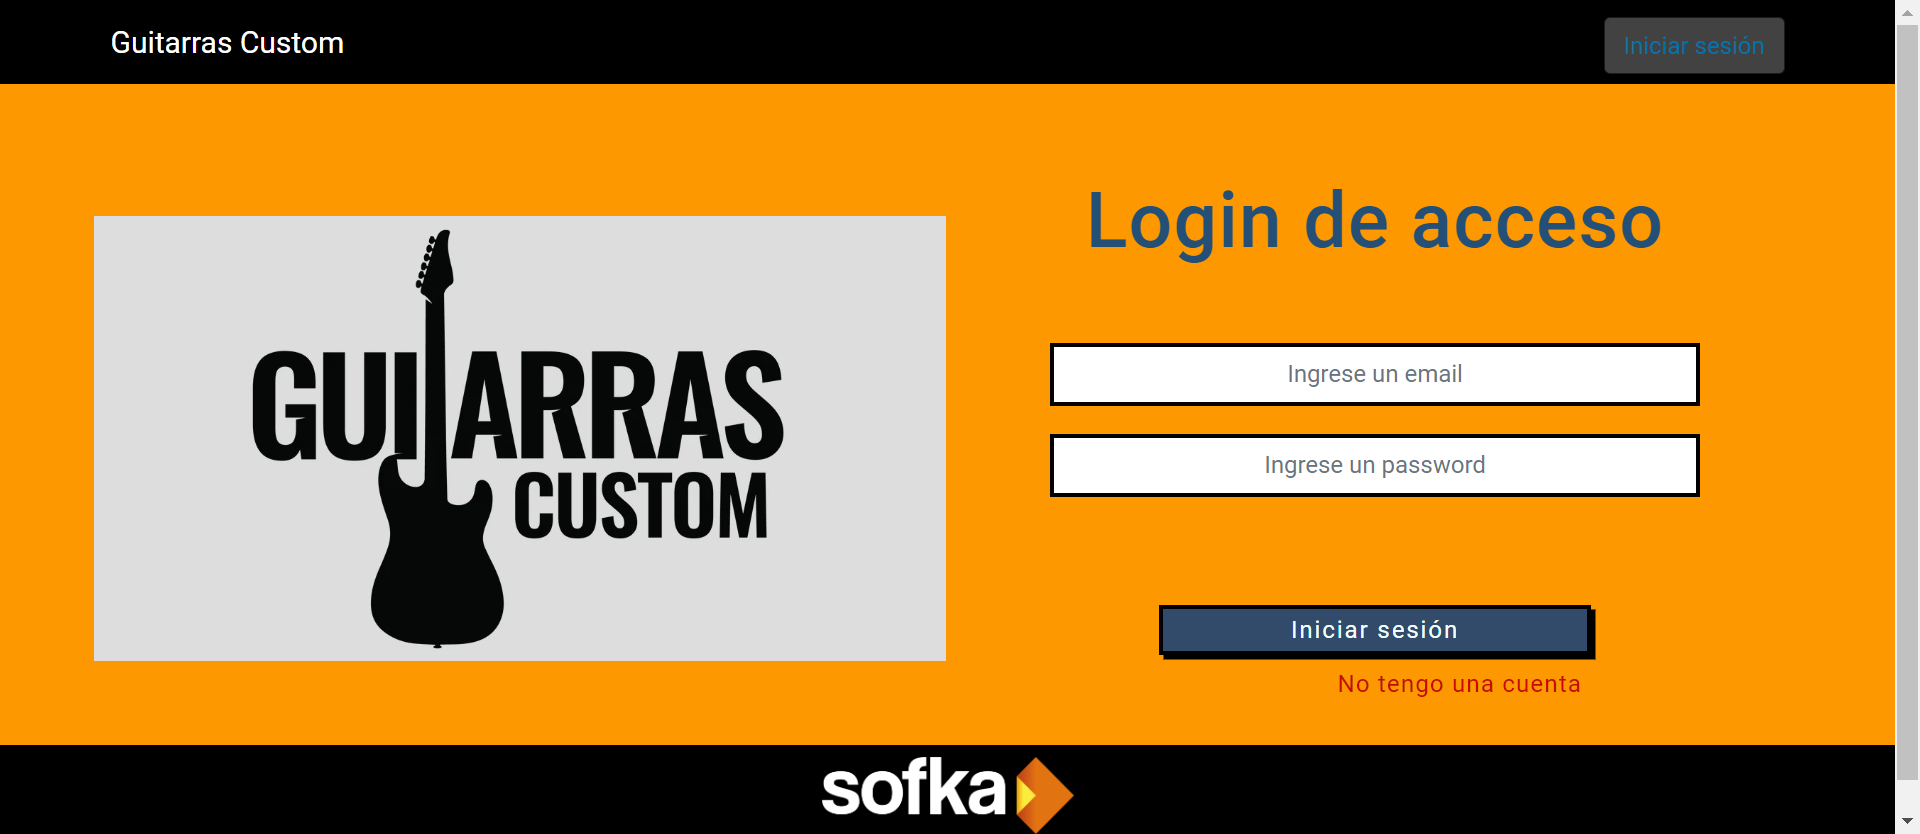 Guitarras Custom
Iniciar sesión
Login de acceso
GUITARRAS
CUSTOM
Ingrese un email
Ingrese un password
Iniciar sesión
No tengo una cuenta
sofka